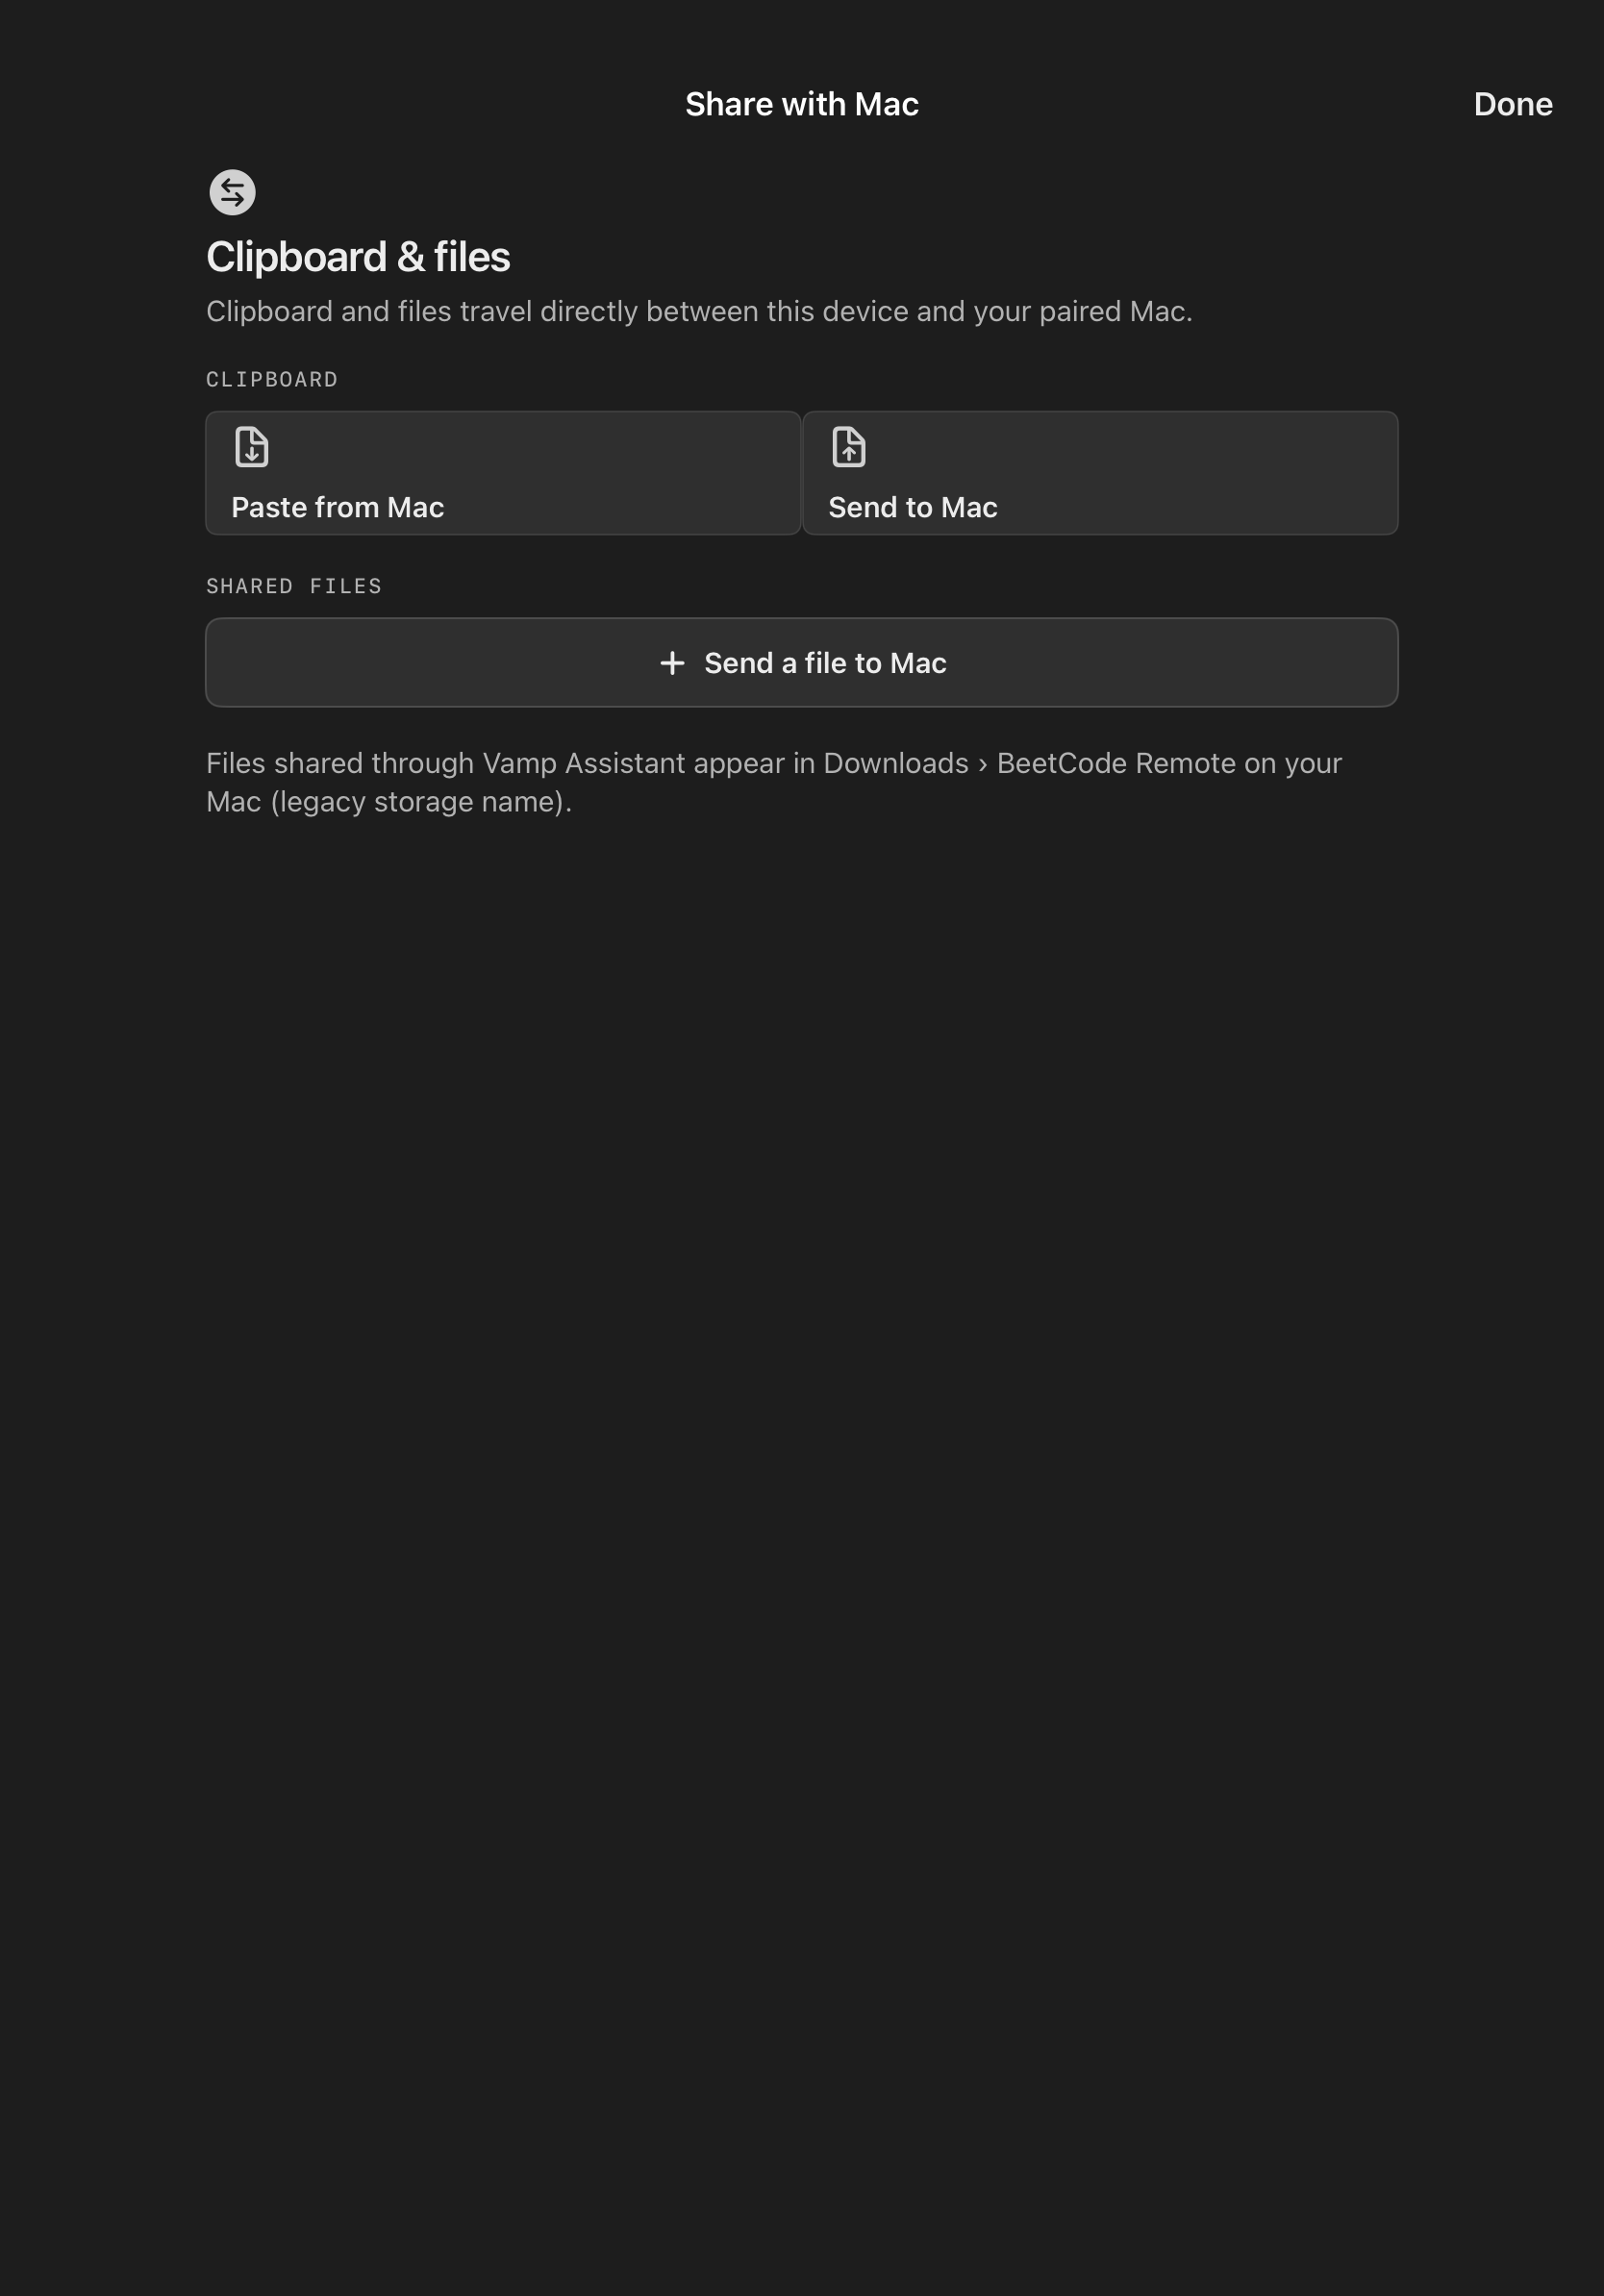 Share with Mac
Done
Clipboard & files
Clipboard and files travel directly between this device and your paired Mac.
CLIPBOARD
Paste from Mac
Send to Mac
SHARED FILES
Send a file to Mac
Files shared through Vamp Assistant appear in Downloads › BeetCode Remote on your
Mac (legacy storage name).